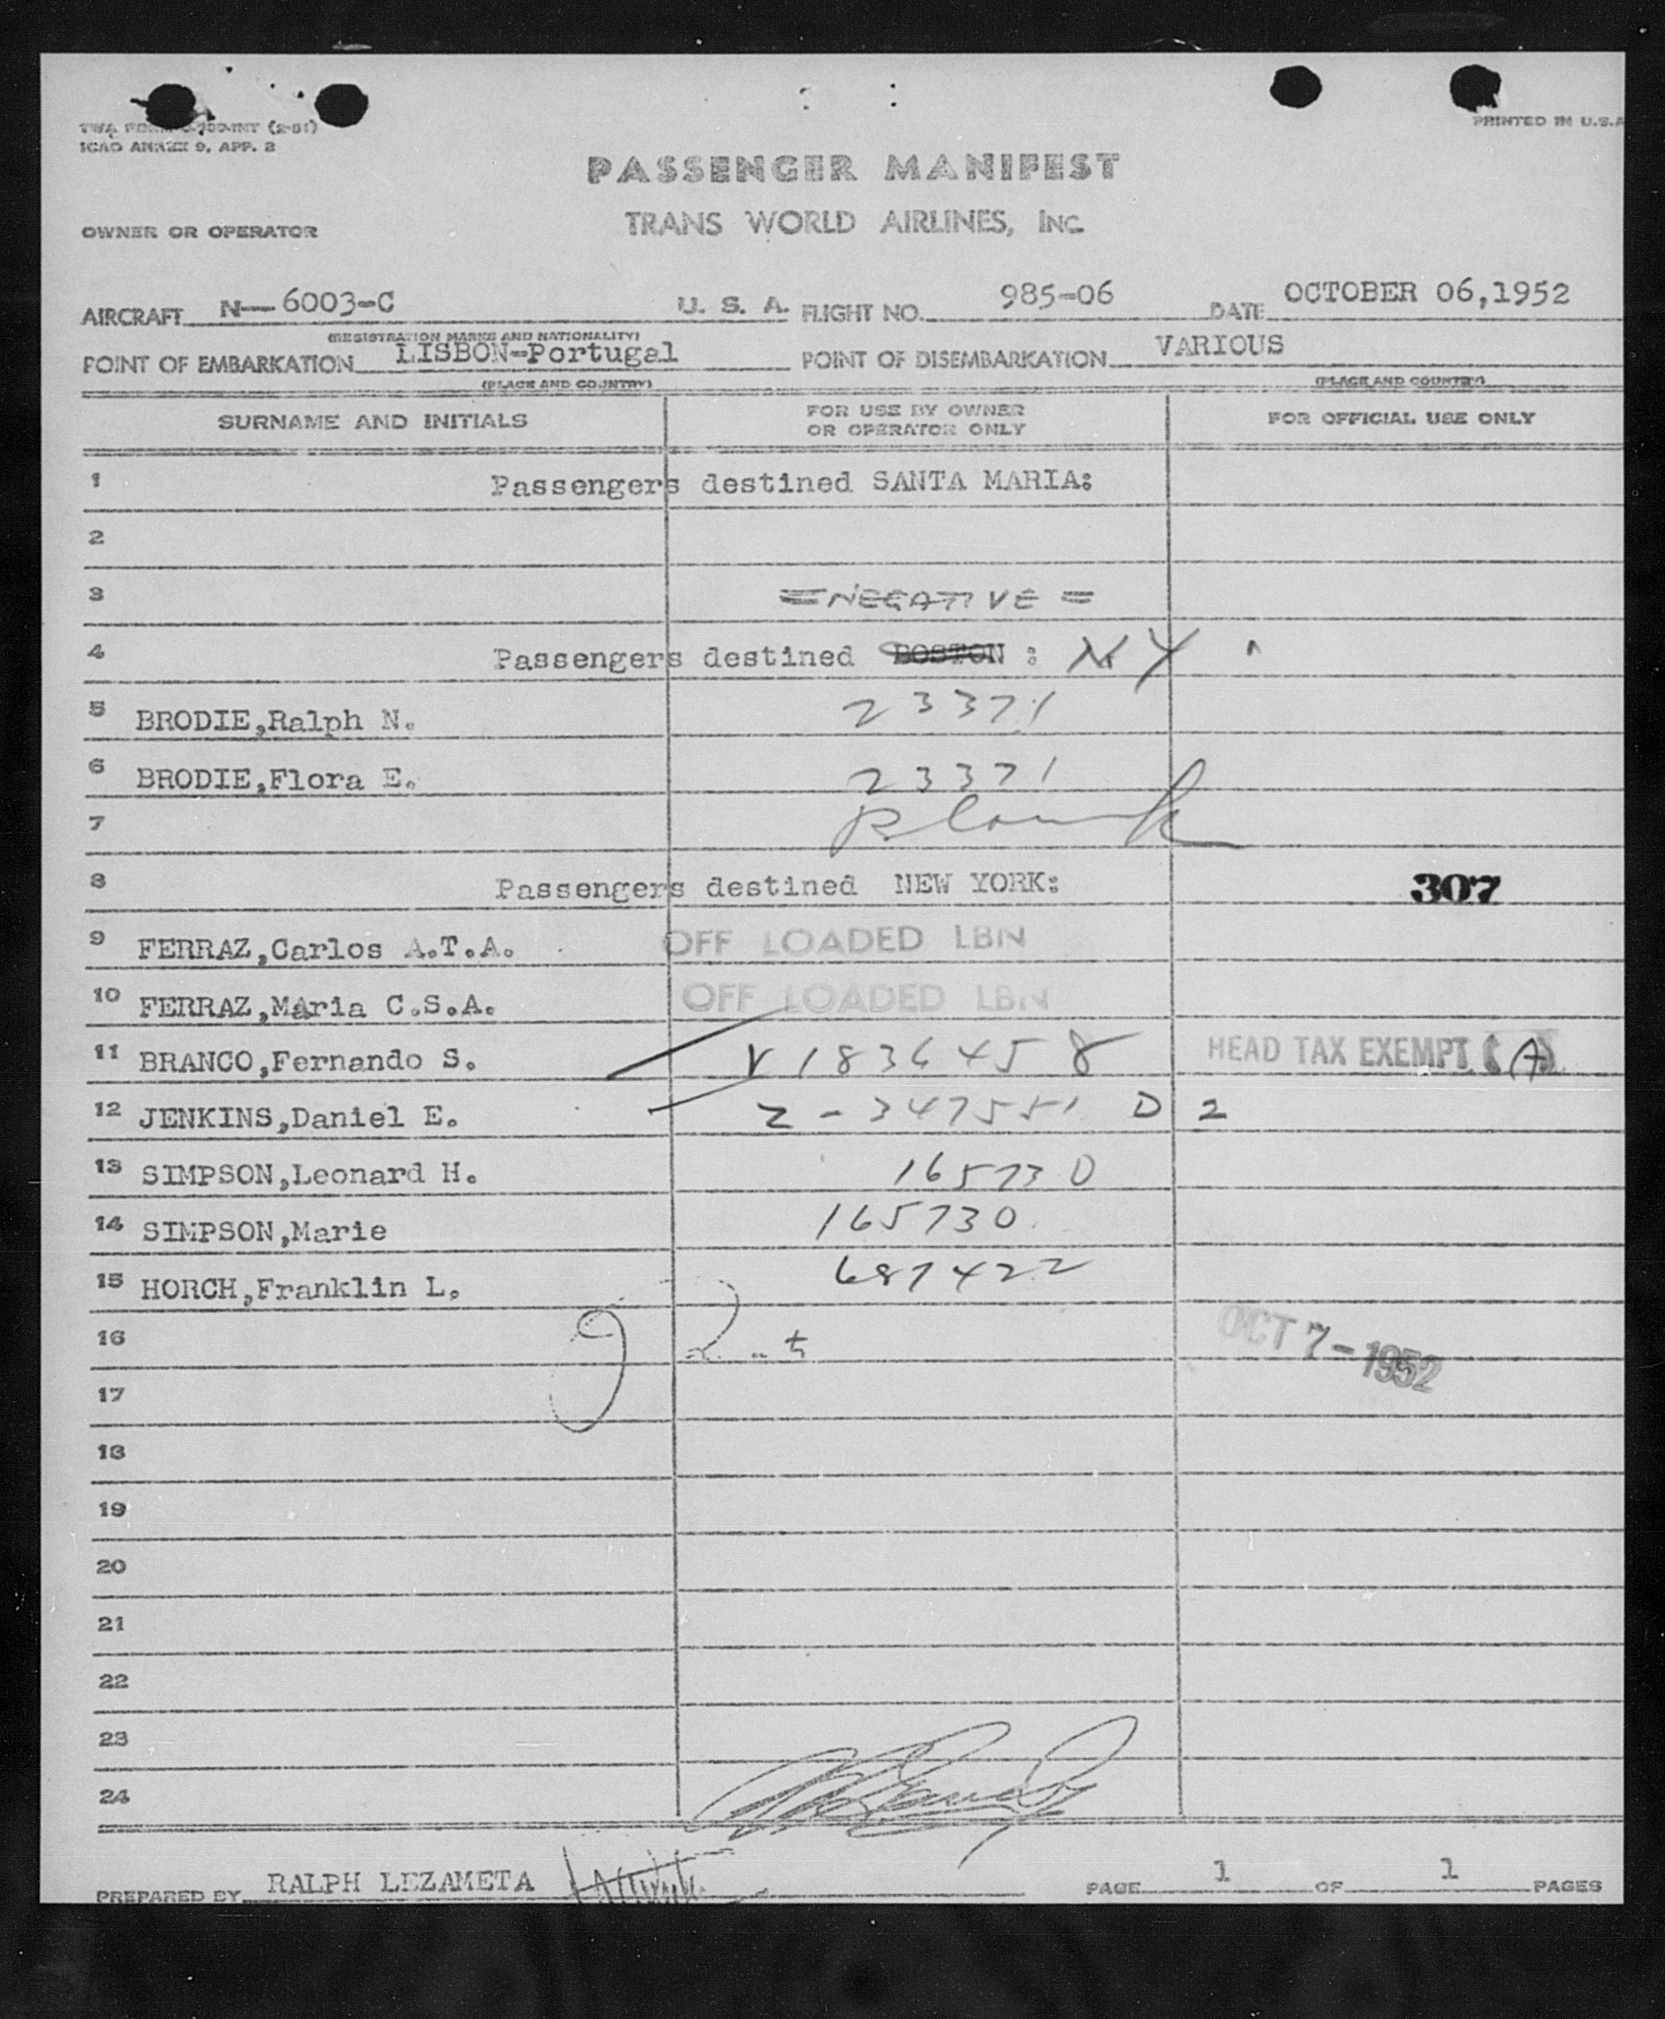 TWA FORM C-700-INT (2-51)
ICAO ANNEX 9, APP. 2
PRINTED IN U.S.A
PASSENGER MANIFEST
OWNER OR OPERATOR
TRANS WORLD AIRLINES, INC.
AIRCRAFT N-6003-C U. S. A. FLIGHT NO. 985-06 DATE OCTOBER 06,1952
(REGISTRATION MARKS AND NATIONALITY)
POINT OF EMBARKATION LISBON-Portugal POINT OF DISEMBARKATION VARIOUS
(PLACE AND COUNTRY) (PLACE AND COUNTRY)
SURNAME AND INITIALS FOR USE BY OWNER OR OPERATOR ONLY FOR OFFICIAL USE ONLY
1 Passengers destined SANTA MARIA:
2
3 =NEGATIVE=
4 Passengers destined BOSTON : NY
5 BRODIE,Ralph N. 23371
6 BRODIE,Flora E. 23371
7 Blank
8 Passengers destined NEW YORK: 307
9 FERRAZ,Carlos A.T.A. OFF LOADED LBN
10 FERRAZ,Maria C.S.A. OFF LOADED LBN
11 BRANCO,Fernando S. V1836458 HEAD TAX EXEMPT (A)
12 JENKINS,Daniel E. Z-347551 D 2
13 SIMPSON,Leonard H. 165730
14 SIMPSON,Marie 165730
15 HORCH,Franklin L. 687422
16 9 OCT 7-1952
17
18
19
20
21
22
23
24
PREPARED BY RALPH LEZAMETA PAGE 1 OF 1 PAGES